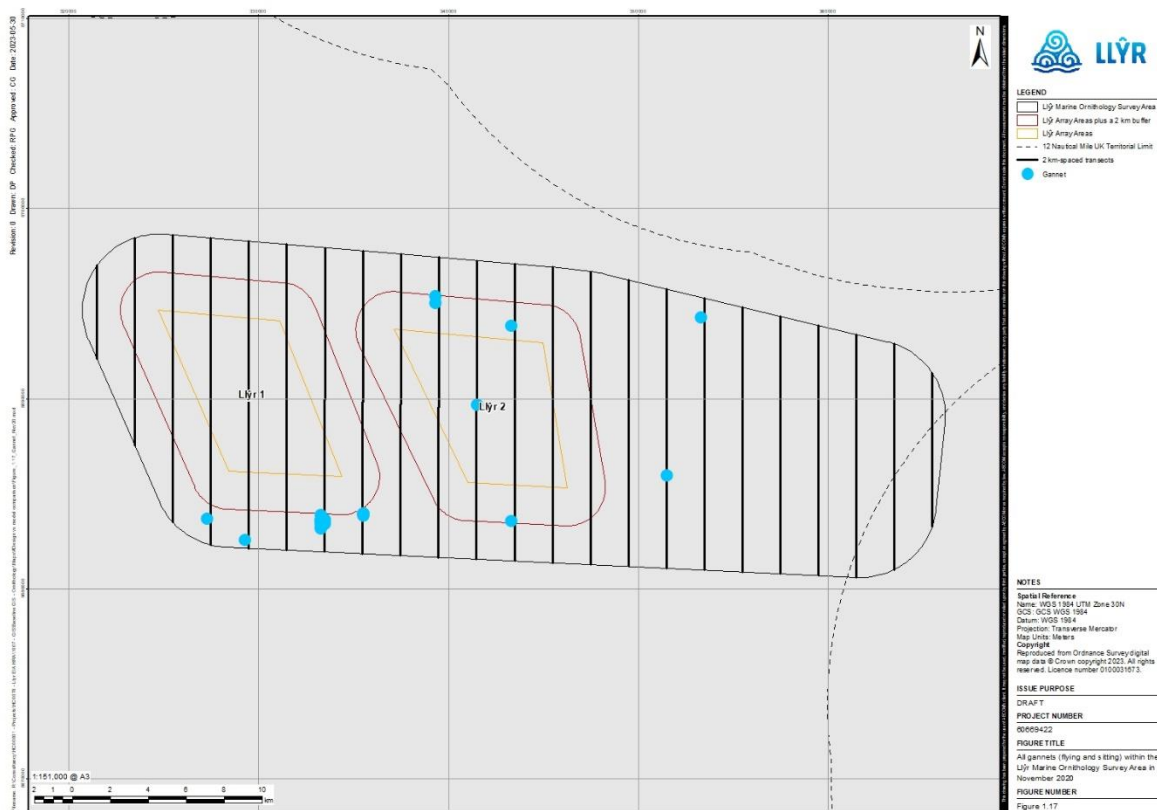 Revision: 0 Drawn: DP Checked: RPG Approved: CG Date: 2023-05-30
N
Llŷr 1
Llŷr 2
1:151,000 @ A3
2 1 0 2 4 6 8 10
km
LLŶR
LEGEND
Llŷr Marine Ornithology Survey Area
Llŷr Array Areas plus a 2 km buffer
Llŷr Array Areas
12 Nautical Mile UK Territorial Limit
2 km-spaced transects
Gannet
NOTES
Spatial Reference
Name: WGS 1984 UTM Zone 30N
GCS: GCS WGS 1984
Datum: WGS 1984
Projection: Transverse Mercator
Map Units: Meters
Copyright
Reproduced from Ordnance Survey digital
map data © Crown copyright 2023. All rights
reserved. Licence number 0100031673.
ISSUE PURPOSE
DRAFT
PROJECT NUMBER
60669422
FIGURE TITLE
All gannets (flying and sitting) within the
Llŷr Marine Ornithology Survey Area in
November 2020
FIGURE NUMBER
Figure 1.17